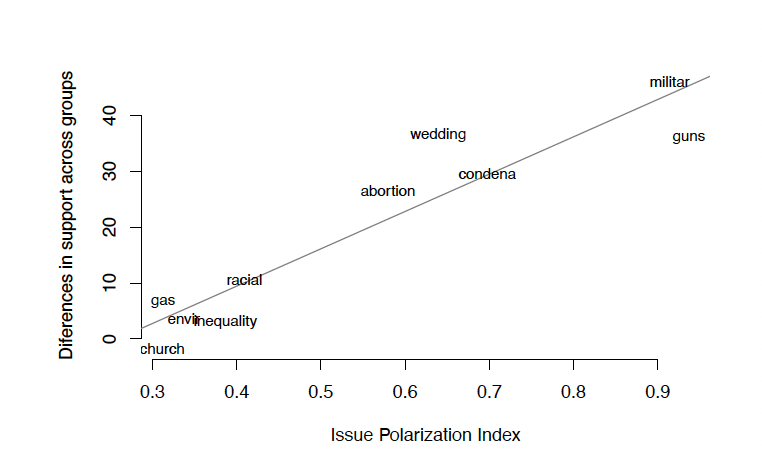 Diferences in support across groups
40
30
20
10
0
militar
guns
wedding
condena
abortion
racial
gas
envir
inequality
church
0.3 0.4 0.5 0.6 0.7 0.8 0.9
Issue Polarization Index